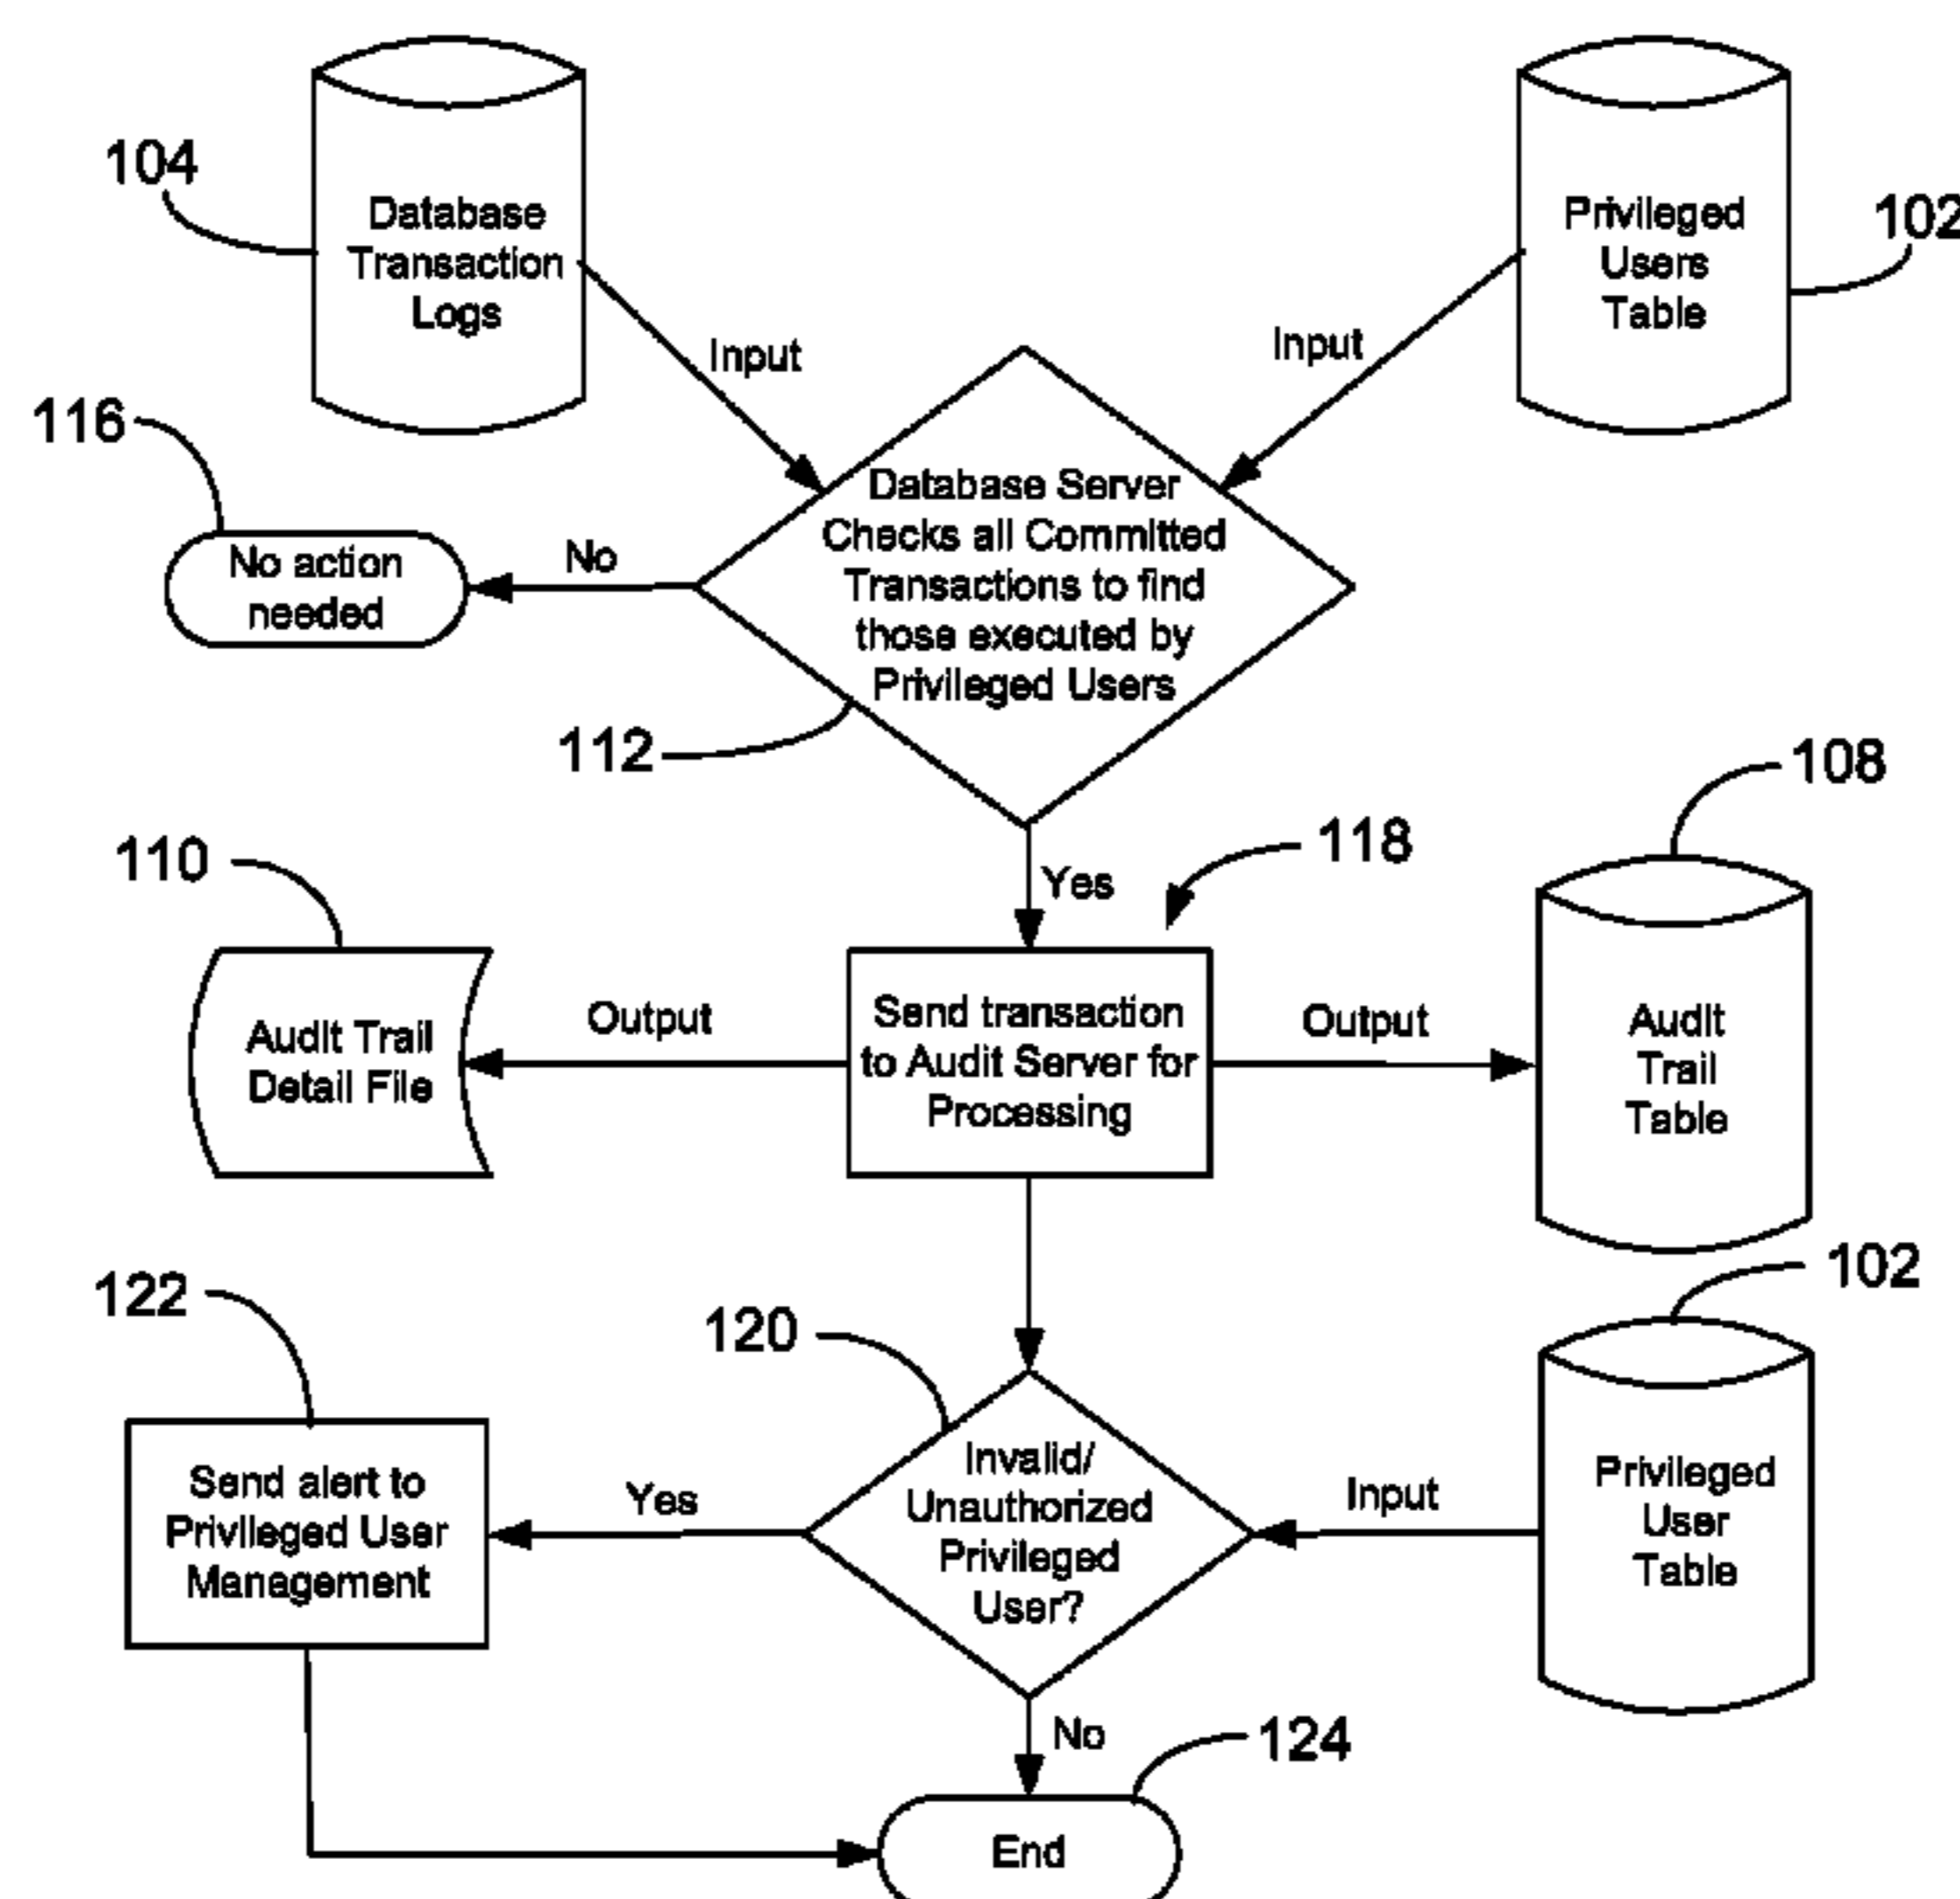 104
Database
Transaction
Logs
Privileged
Users
Table
102
Input
Input
116
No action
needed
No
Database Server
Checks all Committed
Transactions to find
those executed by
Privileged Users
112
Yes
118
108
110
Audit Trail
Detail File
Output
Send transaction
to Audit Server for
Processing
Output
Audit
Trail
Table
102
122
120
Send alert to
Privileged User
Management
Yes
Invalid/
Unauthorized
Privileged
User?
Input
Privileged
User
Table
No
124
End